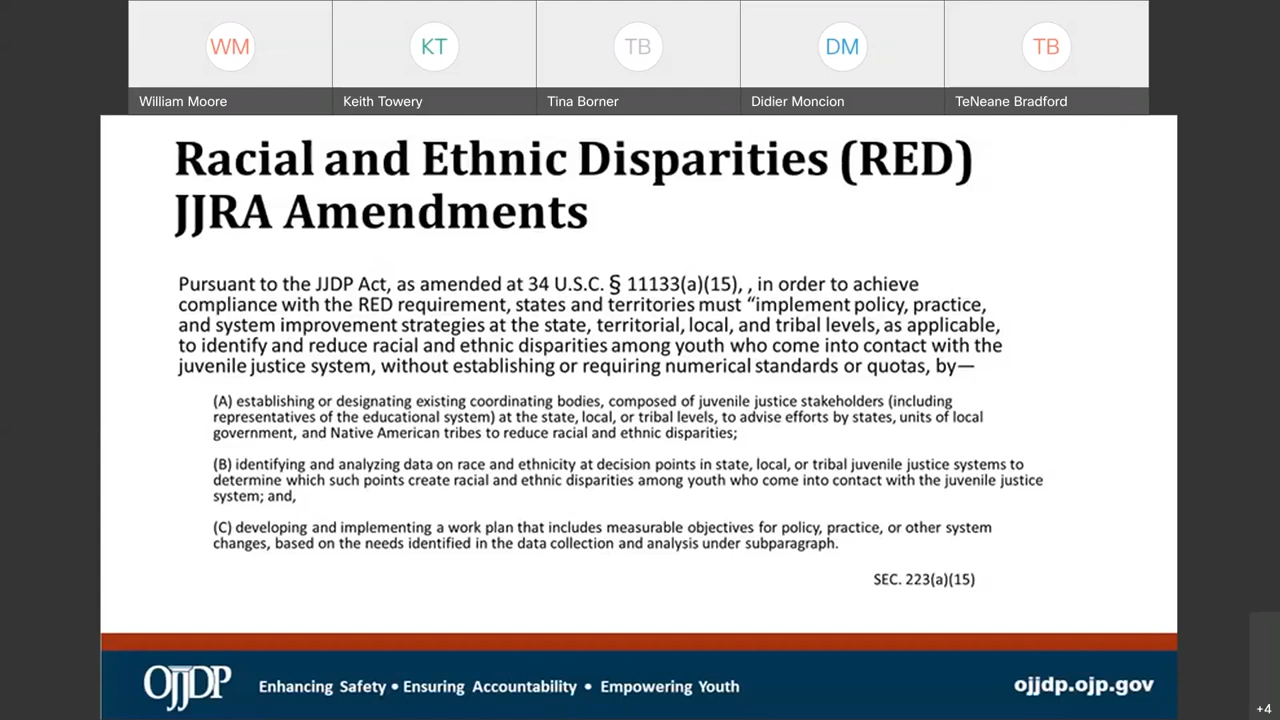 WM KT TB DM TB
William Moore Keith Towery Tina Borner Didier Moncion TeNeane Bradford
Racial and Ethnic Disparities (RED)
JJRA Amendments
Pursuant to the JJDP Act, as amended at 34 U.S.C. § 11133(a)(15), , in order to achieve
compliance with the RED requirement, states and territories must “implement policy, practice,
and system improvement strategies at the state, territorial, local, and tribal levels, as applicable,
to identify and reduce racial and ethnic disparities among youth who come into contact with the
juvenile justice system, without establishing or requiring numerical standards or quotas, by—
(A) establishing or designating existing coordinating bodies, composed of juvenile justice stakeholders (including
representatives of the educational system) at the state, local, or tribal levels, to advise efforts by states, units of local
government, and Native American tribes to reduce racial and ethnic disparities;
(B) identifying and analyzing data on race and ethnicity at decision points in state, local, or tribal juvenile justice systems to
determine which such points create racial and ethnic disparities among youth who come into contact with the juvenile justice
system; and,
(C) developing and implementing a work plan that includes measurable objectives for policy, practice, or other system
changes, based on the needs identified in the data collection and analysis under subparagraph.
SEC. 223(a)(15)
OJJDP Enhancing Safety • Ensuring Accountability • Empowering Youth ojjdp.ojp.gov
+4